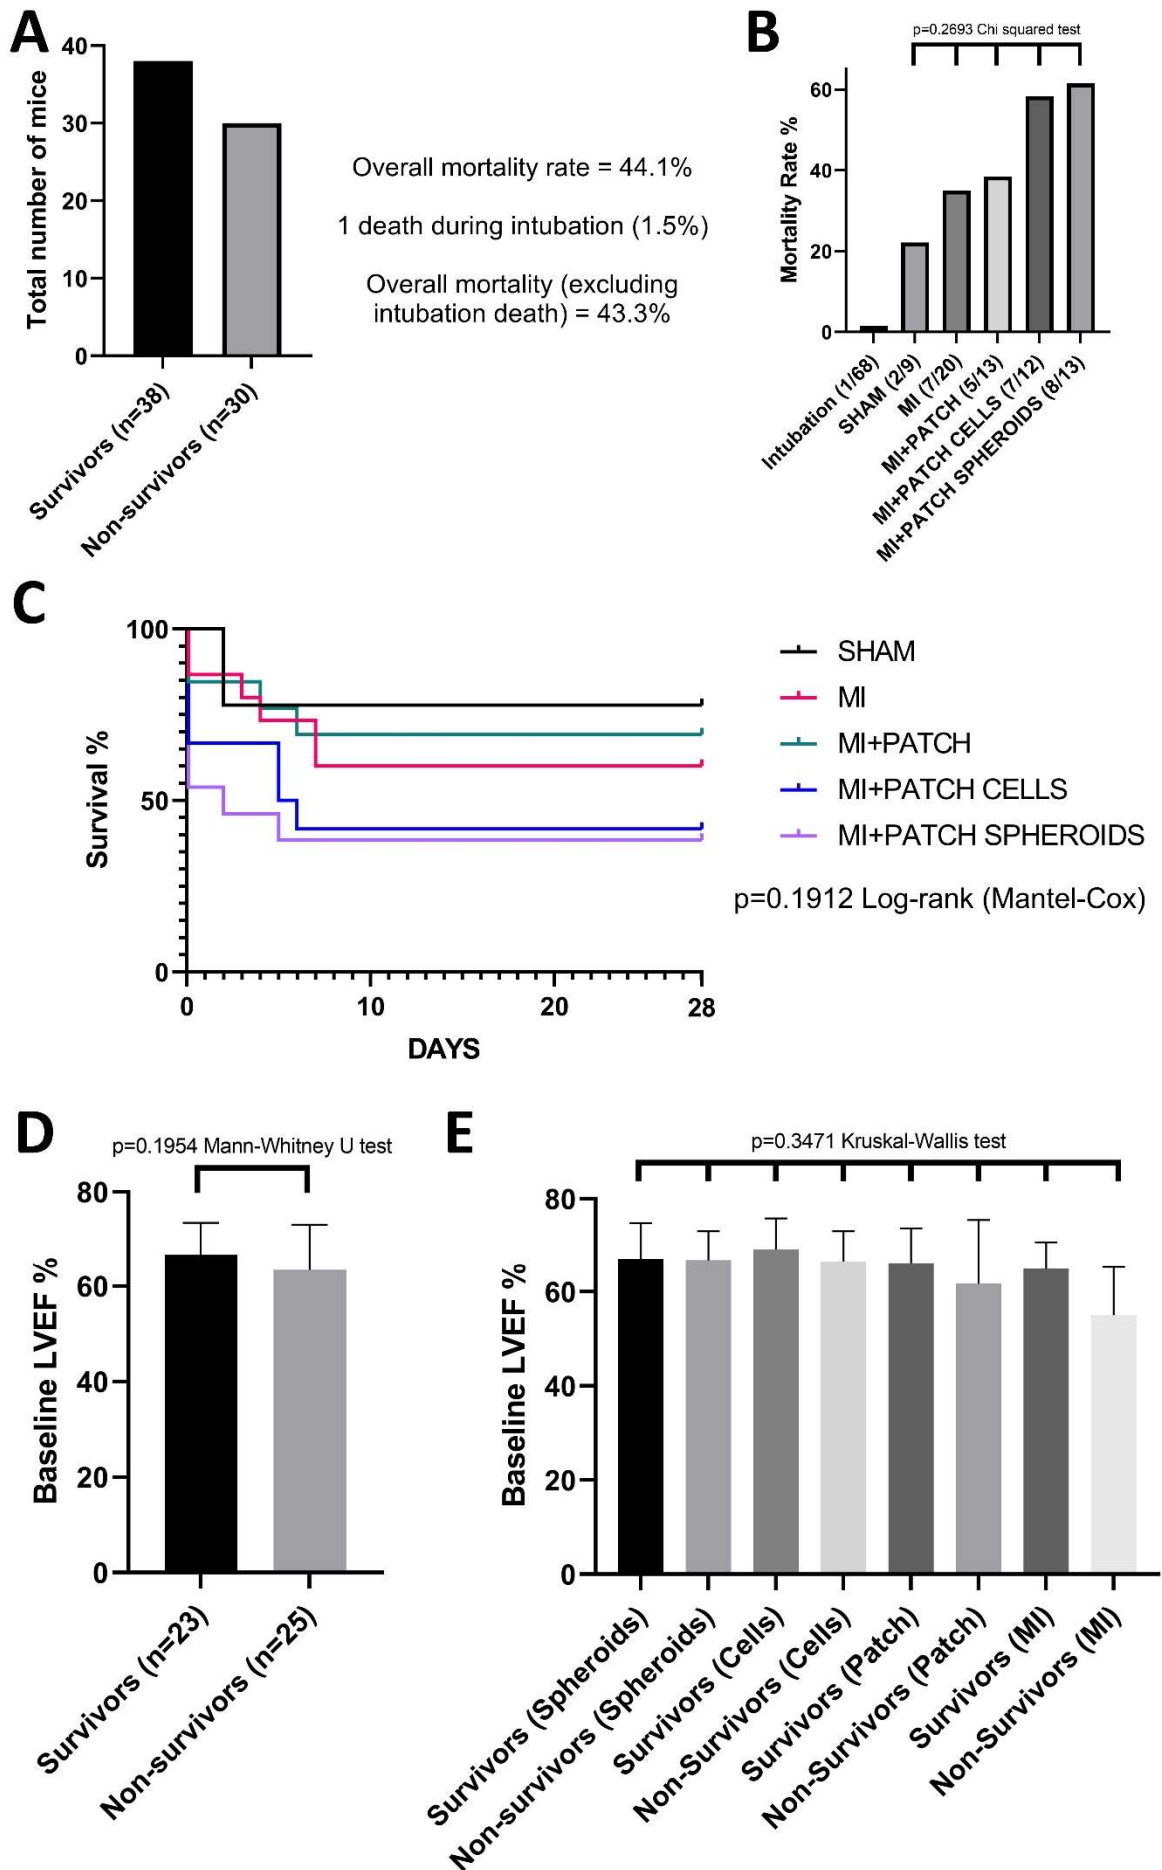 A
Total number of mice
40
30
20
10
0
Survivors (n=38)
Non-survivors (n=30)
Overall mortality rate = 44.1%
1 death during intubation (1.5%)
Overall mortality (excluding
intubation death) = 43.3%
B
p=0.2693 Chi squared test
Mortality Rate %
60
40
20
0
Intubation (1/68)
SHAM (2/9)
MI (7/20)
MI+PATCH (5/13)
MI+PATCH CELLS (7/12)
MI+PATCH SPHEROIDS (8/13)
C
Survival %
100
50
0
0
10
20
28
DAYS
SHAM
MI
MI+PATCH
MI+PATCH CELLS
MI+PATCH SPHEROIDS
p=0.1912 Log-rank (Mantel-Cox)
D
p=0.1954 Mann-Whitney U test
Baseline LVEF %
80
60
40
20
0
Survivors (n=23)
Non-survivors (n=25)
E
p=0.3471 Kruskal-Wallis test
Baseline LVEF %
80
60
40
20
0
Survivors (Spheroids)
Non-survivors (Spheroids)
Survivors (Cells)
Non-Survivors (Cells)
Survivors (Patch)
Non-Survivors (Patch)
Survivors (MI)
Non-Survivors (MI)